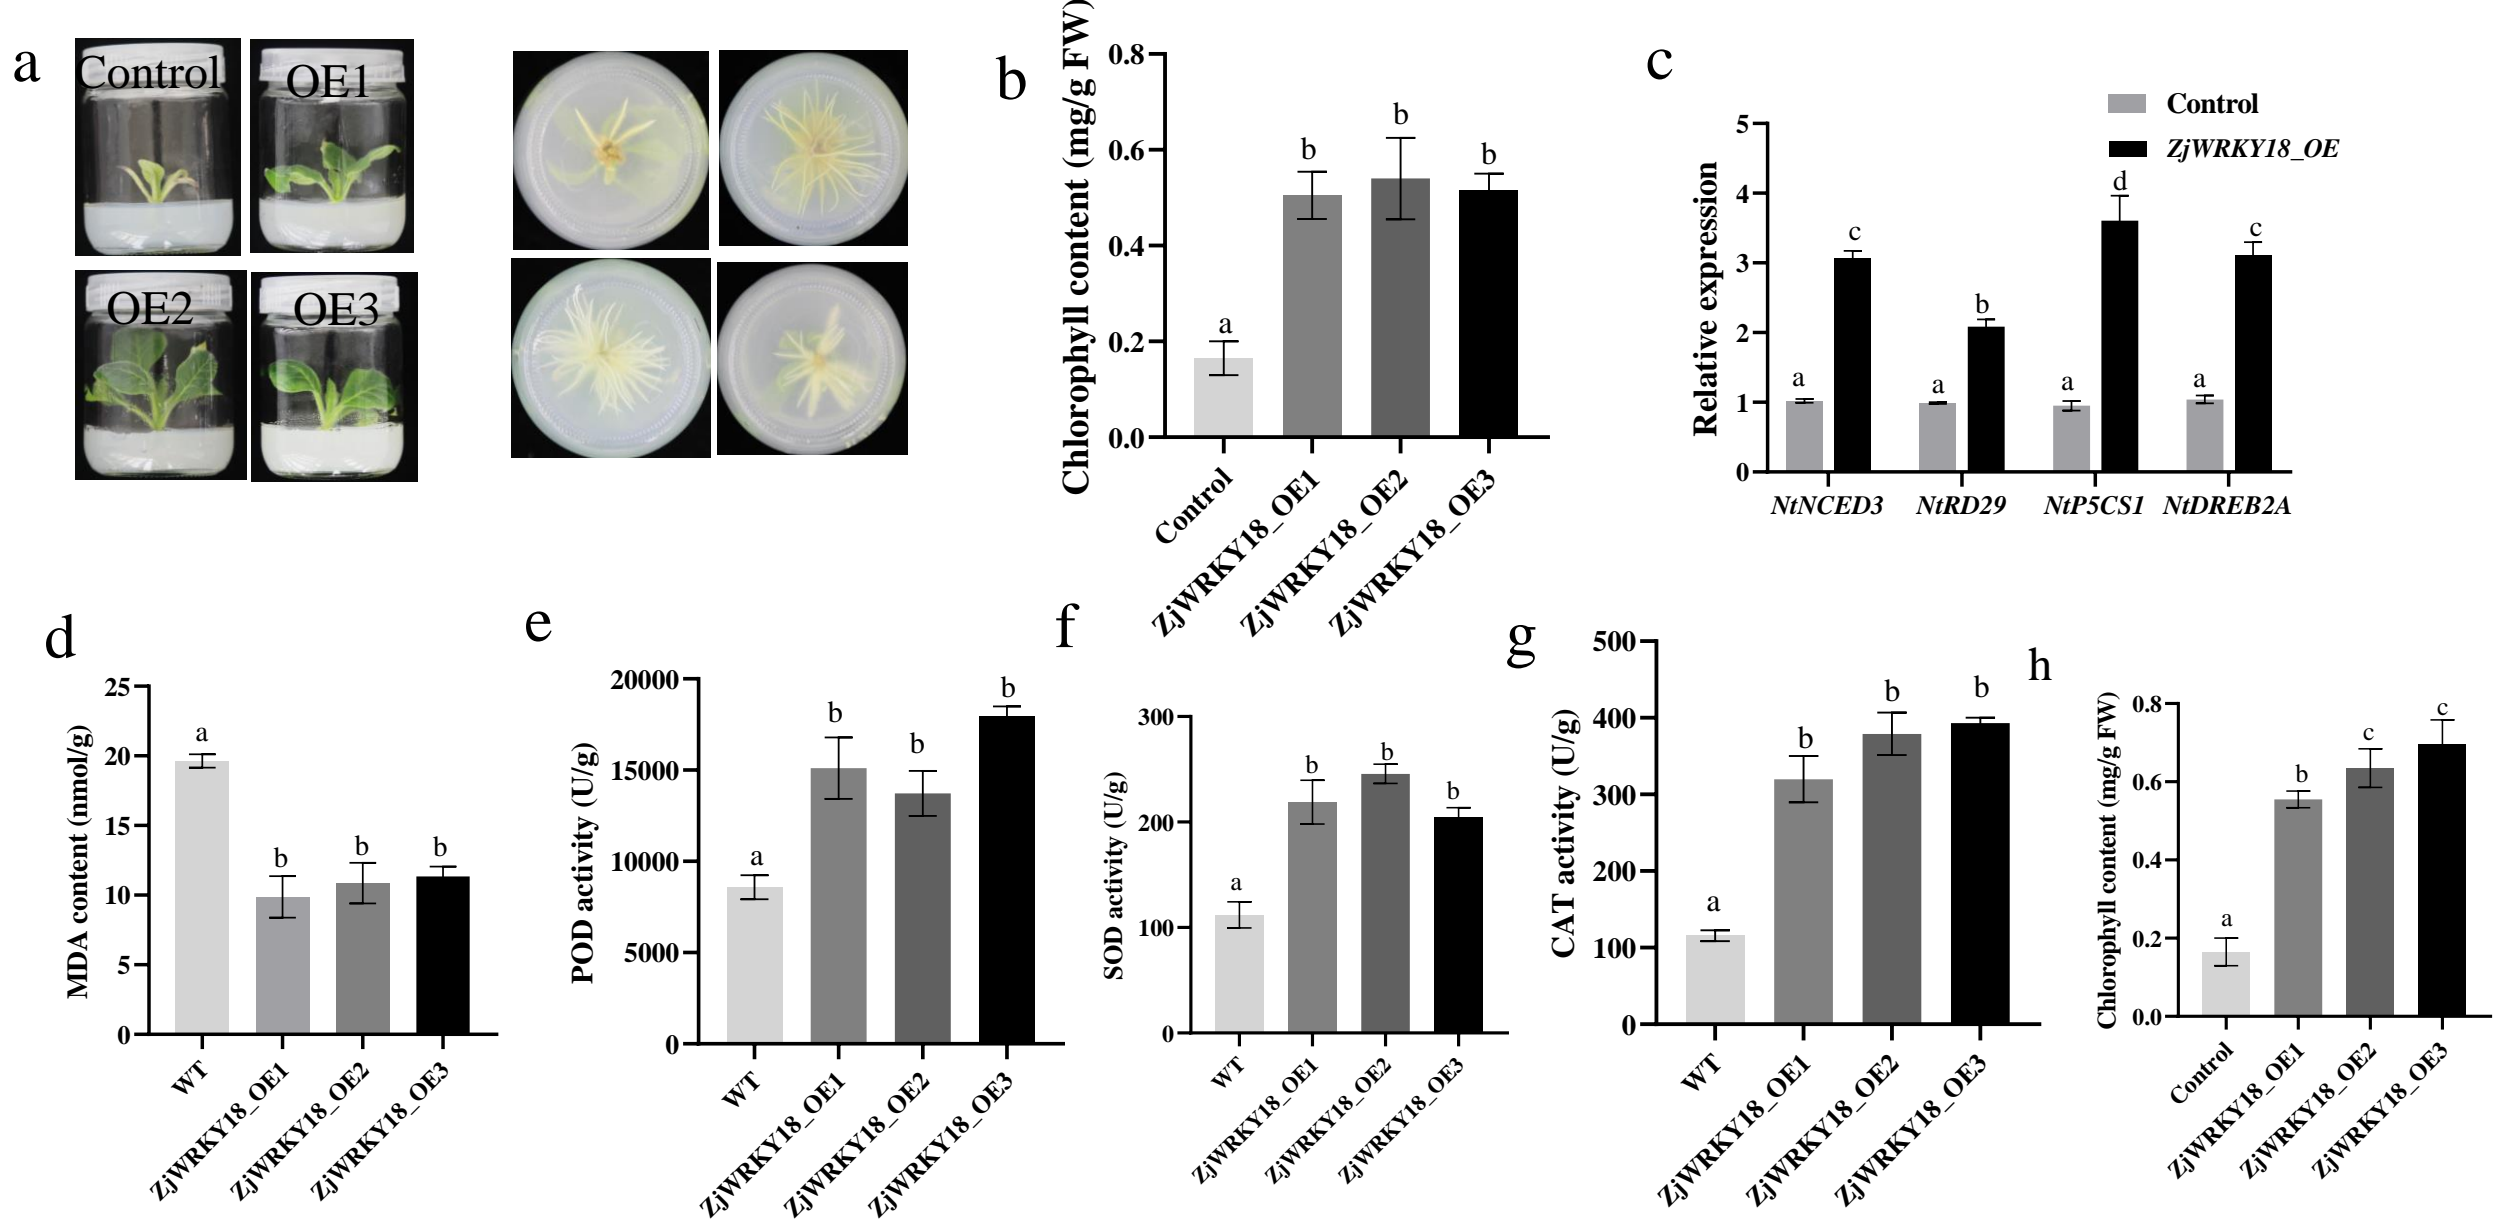 a
Control
OE1
OE2
OE3
b
Chlorophyll content (mg/g FW)
0.8
0.6
0.4
0.2
0.0
a
b
b
b
Control
ZjWRKY18_OE1
ZjWRKY18_OE2
ZjWRKY18_OE3
c
Control
ZjWRKY18_OE
Relative expression
5
4
3
2
1
0
a
c
a
b
a
d
a
c
NtNCED3
NtRD29
NtP5CS1
NtDREB2A
d
MDA content (nmol/g)
25
20
15
10
5
0
a
b
b
b
WT
ZjWRKY18_OE1
ZjWRKY18_OE2
ZjWRKY18_OE3
e
POD activity (U/g)
20000
15000
10000
5000
0
a
b
b
b
WT
ZjWRKY18_OE1
ZjWRKY18_OE2
ZjWRKY18_OE3
f
SOD activity (U/g)
300
200
100
0
a
b
b
b
WT
ZjWRKY18_OE1
ZjWRKY18_OE2
ZjWRKY18_OE3
g
CAT activity (U/g)
500
400
300
200
100
0
a
b
b
b
WT
ZjWRKY18_OE1
ZjWRKY18_OE2
ZjWRKY18_OE3
h
Chlorophyll content (mg/g FW)
0.8
0.6
0.4
0.2
0.0
a
b
c
c
Control
ZjWRKY18_OE1
ZjWRKY18_OE2
ZjWRKY18_OE3